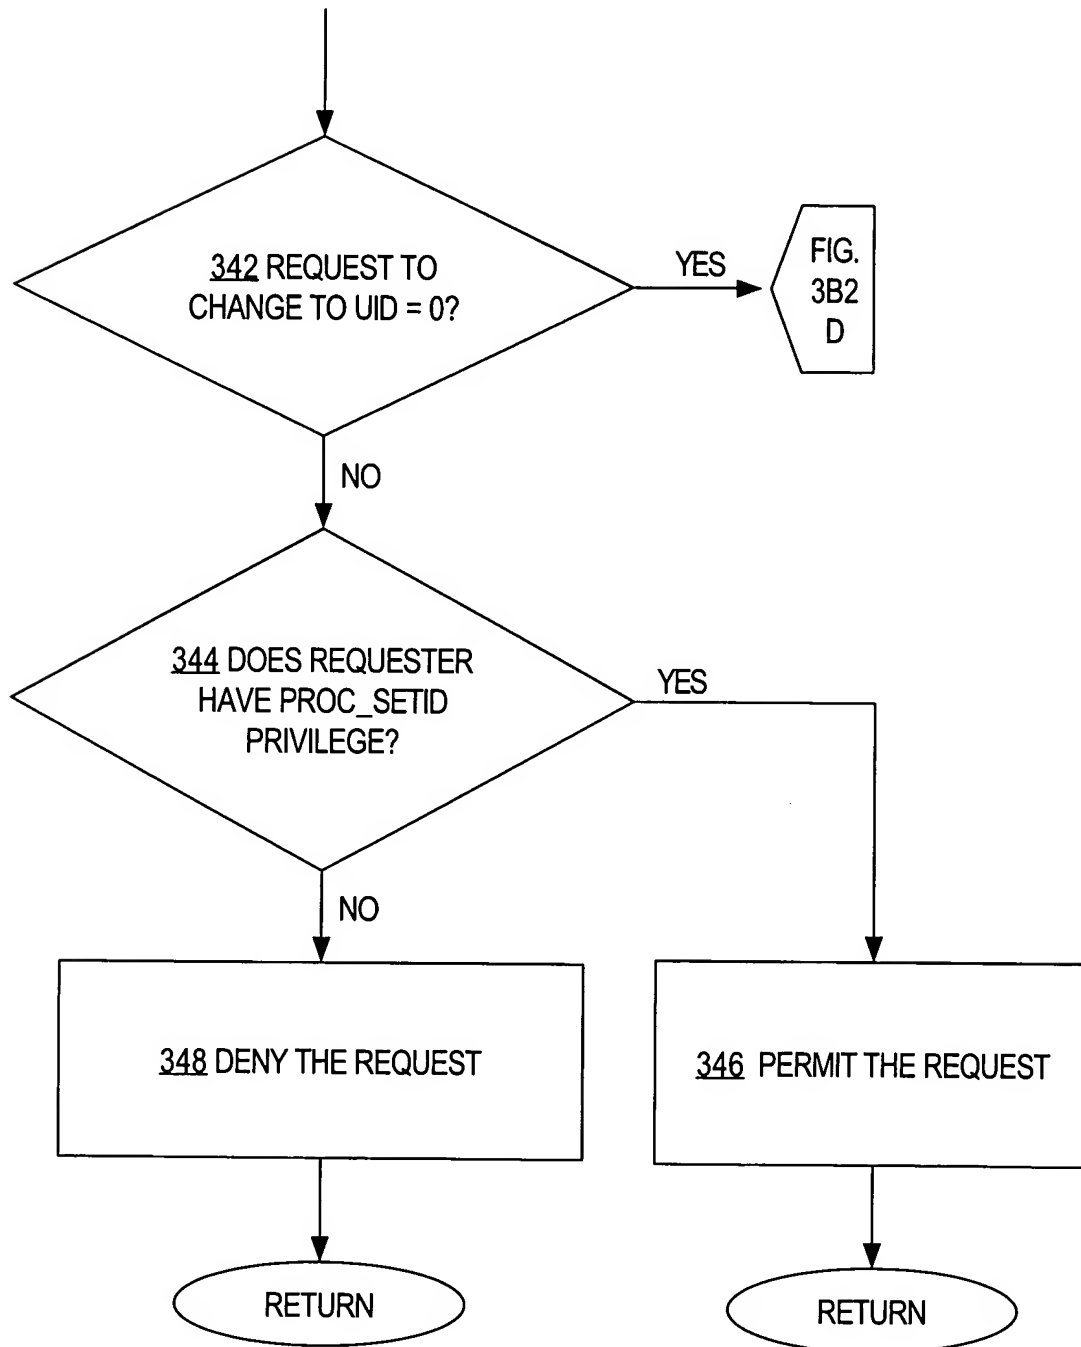 342 REQUEST TO
CHANGE TO UID = 0?
YES
FIG.
3B2
D
NO
344 DOES REQUESTER
HAVE PROC_SETID
PRIVILEGE?
YES
NO
348 DENY THE REQUEST
346 PERMIT THE REQUEST
RETURN
RETURN